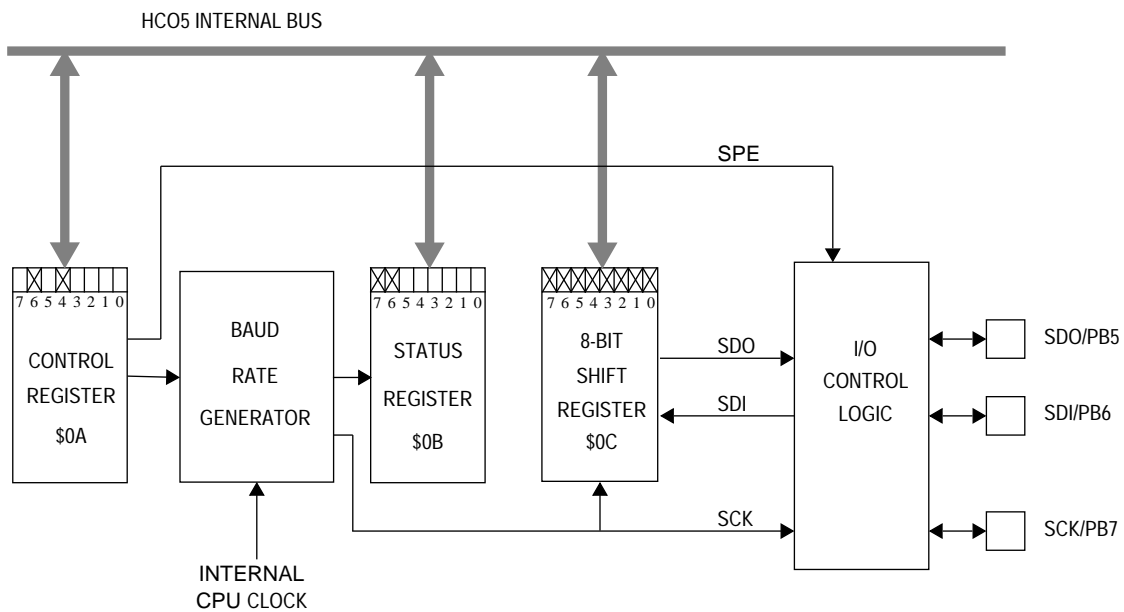 HCO5 INTERNAL BUS
SPE
7 6 5 4 3 2 1 0
CONTROL
REGISTER
$0A
BAUD
RATE
GENERATOR
7 6 5 4 3 2 1 0
STATUS
REGISTER
$0B
7 6 5 4 3 2 1 0
8-BIT
SHIFT
REGISTER
$0C
SDO
SDI
SCK
I/O
CONTROL
LOGIC
SDO/PB5
SDI/PB6
SCK/PB7
INTERNAL
CPU CLOCK